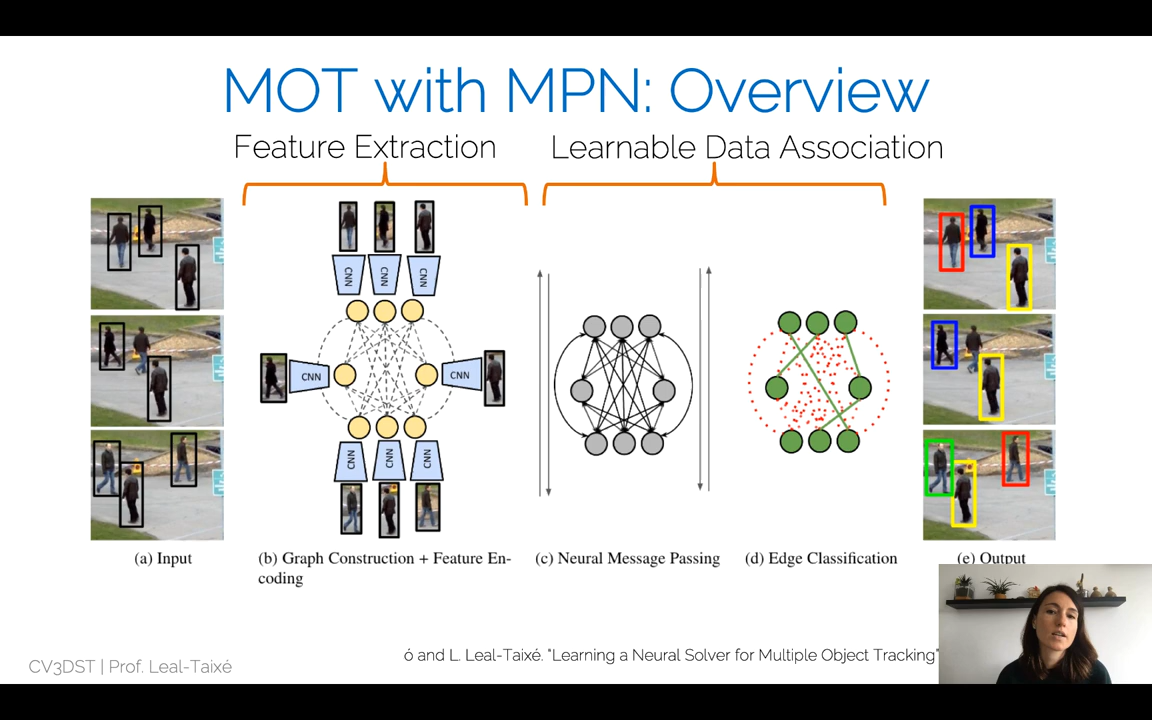 MOT with MPN: Overview
Feature Extraction
Learnable Data Association
CNN
CNN
CNN
CNN
CNN
CNN
CNN
CNN
(a) Input
(b) Graph Construction + Feature En-
coding
(c) Neural Message Passing
(d) Edge Classification
(e) Output
CV3DST | Prof. Leal-Taixé
ó and L. Leal-Taixé. "Learning a Neural Solver for Multiple Object Tracking"